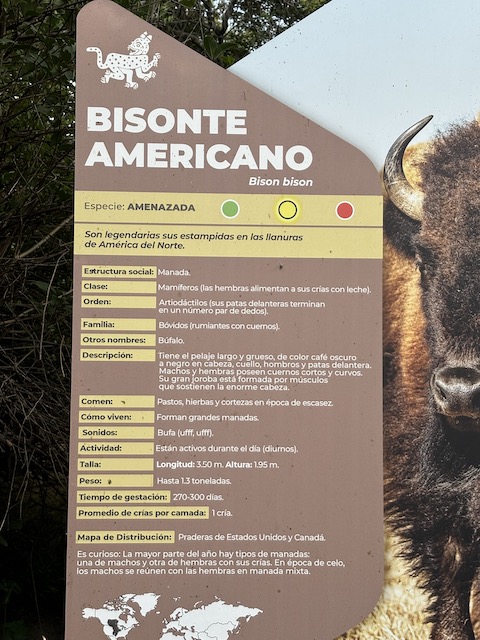 BISONTE
AMERICANO
Bison bison
Especie: AMENAZADA
Son legendarias sus estampidas en las llanuras
de América del Norte.
Estructura social: Manada.
Clase: Mamíferos (las hembras alimentan a sus crías con leche).
Orden: Artiodáctilos (sus patas delanteras terminan
en un número par de dedos).
Familia: Bóvidos (rumiantes con cuernos).
Otros nombres: Búfalo.
Descripción: Tiene el pelaje largo y grueso, de color café oscuro
a negro en cabeza, cuello, hombros y patas delantera.
Machos y hembras poseen cuernos cortos y curvos.
Su gran joroba está formada por músculos
que sostienen la enorme cabeza.
Comen: Pastos, hierbas y cortezas en época de escasez.
Cómo viven: Forman grandes manadas.
Sonidos: Bufa (ufff, ufff).
Actividad: Están activos durante el día (diurnos).
Talla: Longitud: 3.50 m. Altura: 1.95 m.
Peso: Hasta 1.3 toneladas.
Tiempo de gestación: 270-300 días.
Promedio de crías por camada: 1 cría.
Mapa de Distribución: Praderas de Estados Unidos y Canadá.
Es curioso: La mayor parte del año hay tipos de manadas:
una de machos y otra de hembras con sus crías. En época de celo,
los machos se reúnen con las hembras en manada mixta.